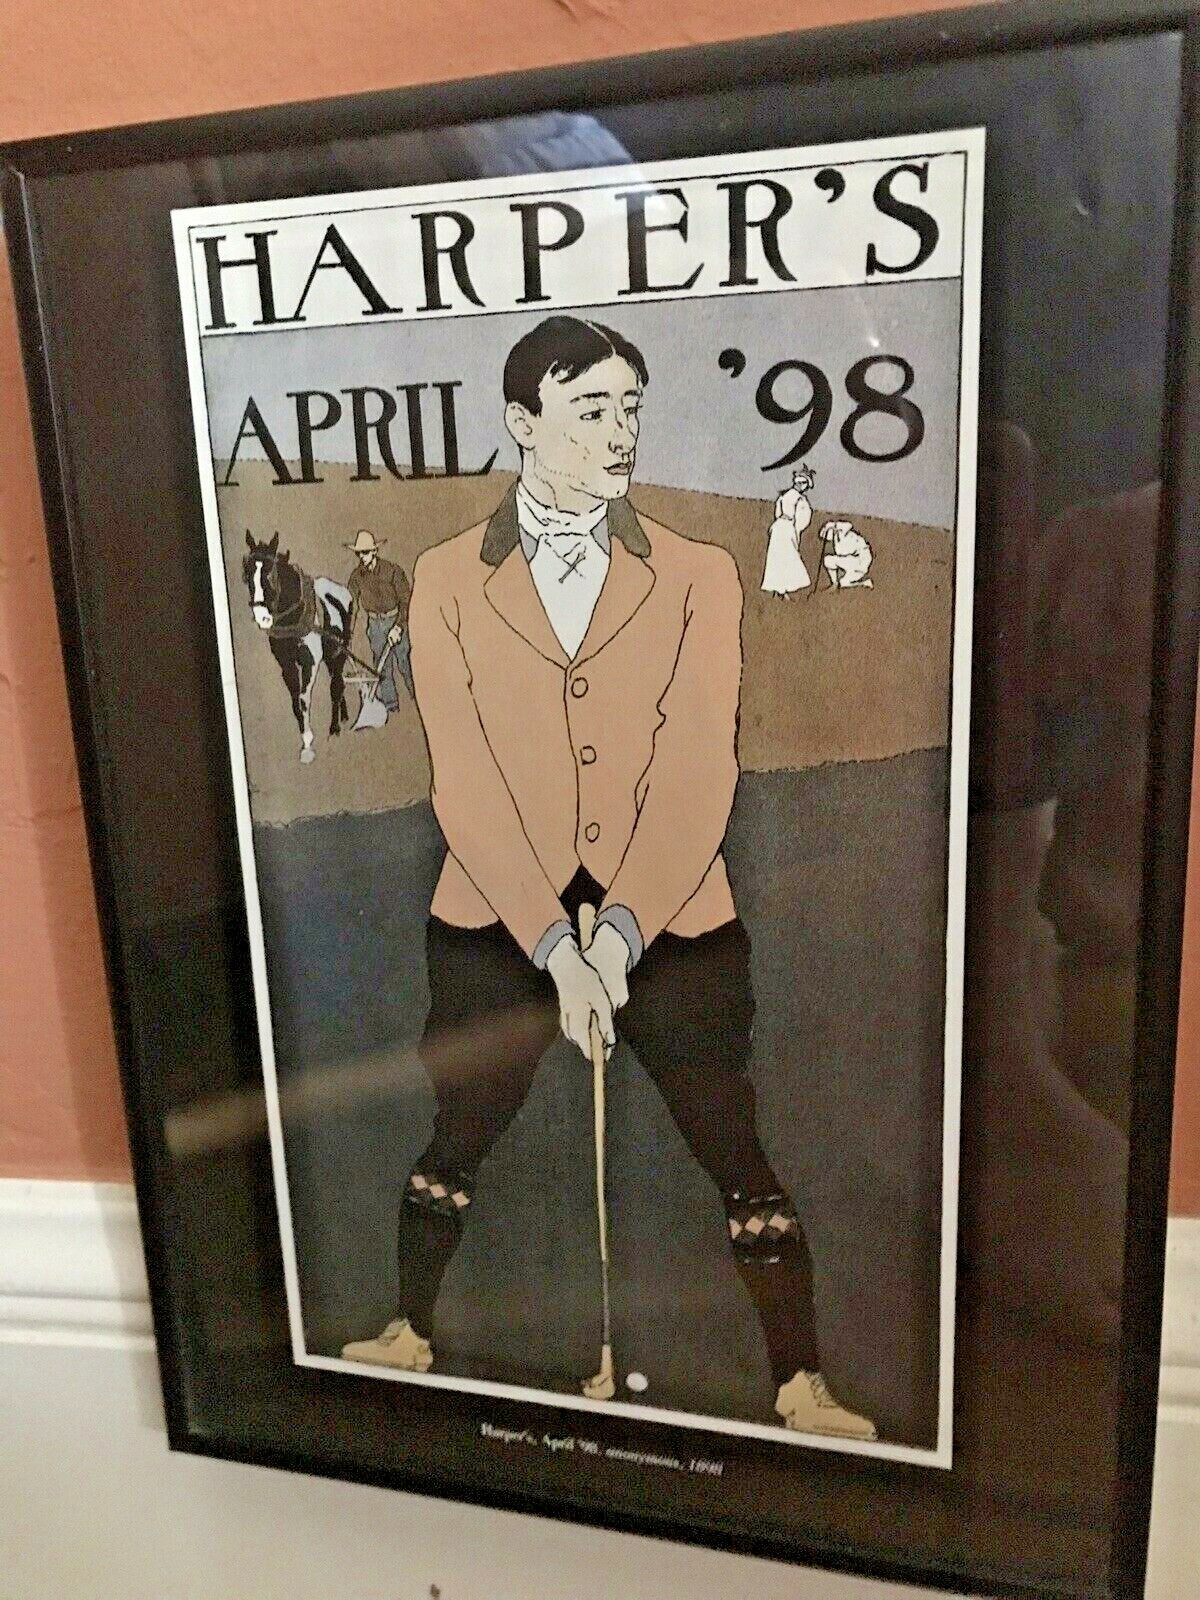 HARPER'S
APRIL '98
Harper's, April '98, anonymous, 1898